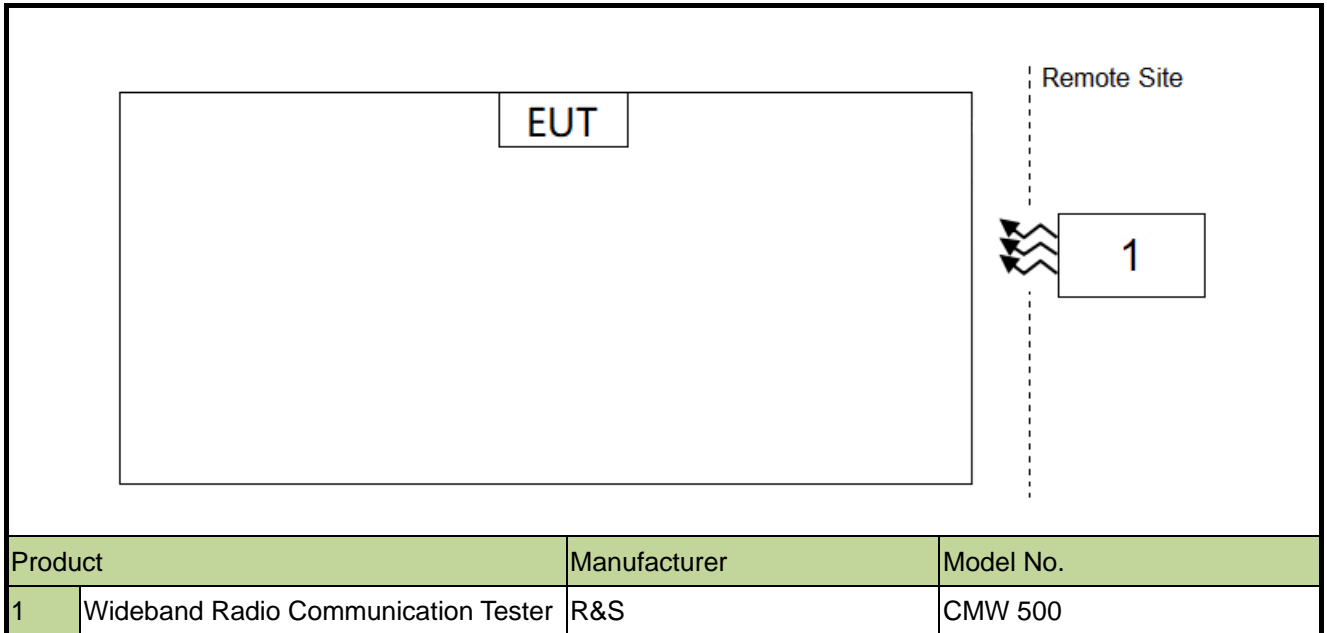 Remote Site
EUT
1
Product Manufacturer Model No.
1 Wideband Radio Communication Tester R&S CMW 500